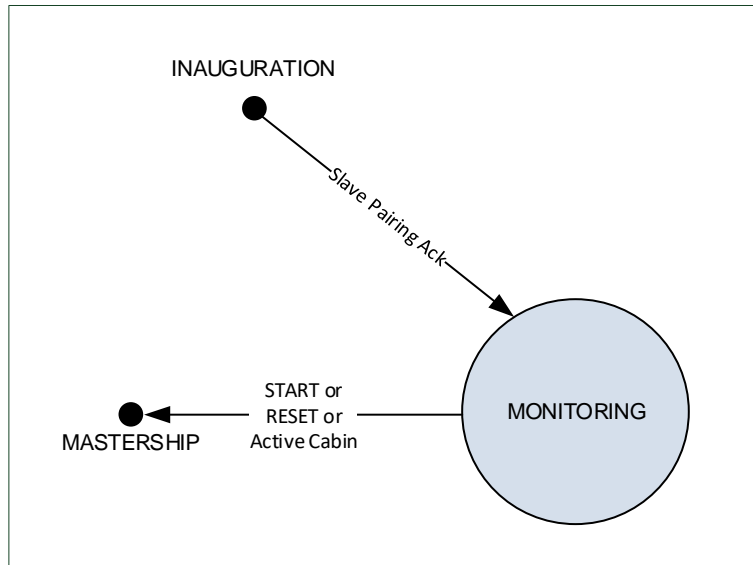 INAUGURATION
Slave Pairing Ack
START or
RESET or
Active Cabin
MONITORING
MASTERSHIP